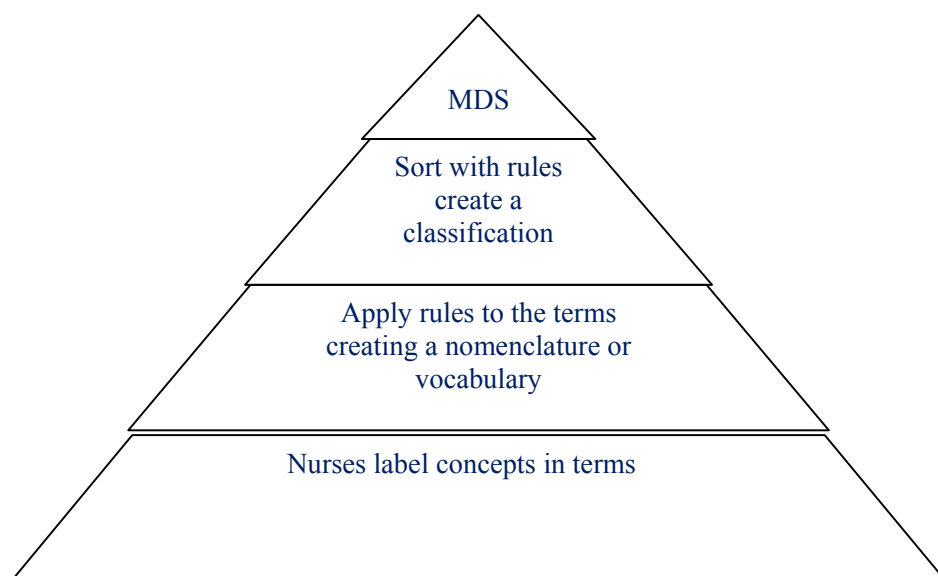 MDS
Sort with rules
create a
classification
Apply rules to the terms
creating a nomenclature or
vocabulary
Nurses label concepts in terms